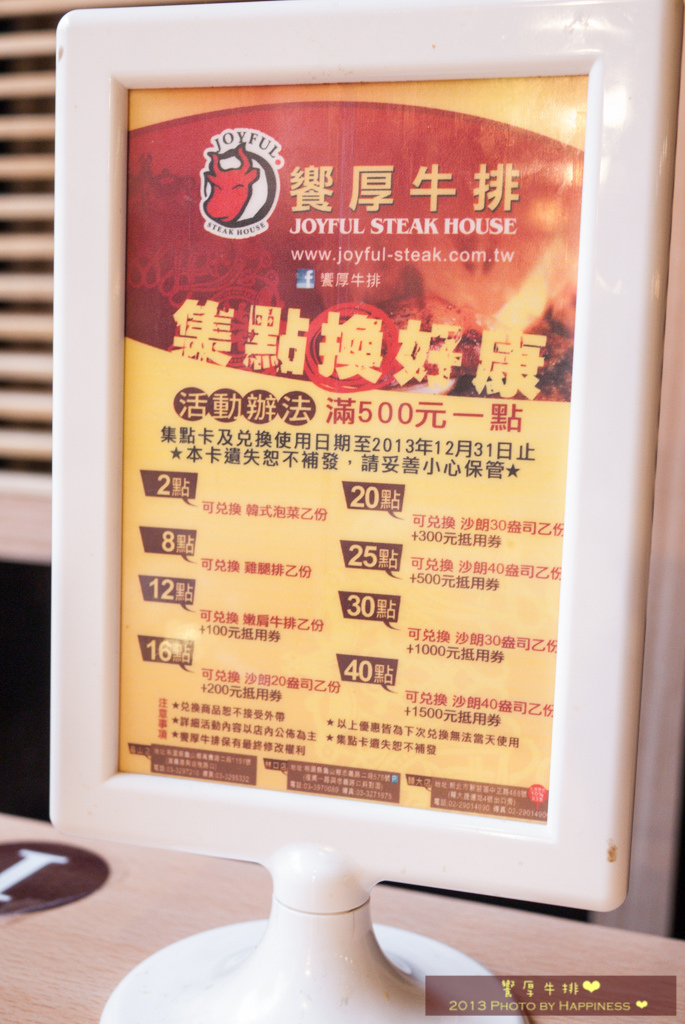 JOYFUL
STEAK HOUSE
饗厚牛排
JOYFUL STEAK HOUSE
www.joyful-steak.com.tw
f 饗厚牛排
集點換好康
活動辦法 滿500元一點
集點卡及兌換使用日期至2013年12月31日止
★本卡遺失恕不補發，請妥善小心保管★
2點
可兌換 韓式泡菜乙份
8點
可兌換 雞腿排乙份
12點
可兌換 嫩肩牛排乙份
+100元抵用券
16點
可兌換 沙朗20盎司乙份
+200元抵用券
20點
可兌換 沙朗30盎司乙份
+300元抵用券
25點
可兌換 沙朗40盎司乙份
+500元抵用券
30點
可兌換 沙朗30盎司乙份
+1000元抵用券
40點
可兌換 沙朗40盎司乙份
+1500元抵用券
注意事項
★兌換商品恕不接受外帶
★詳細活動內容以店內公佈為主
★饗厚牛排保有最終修改權利
★以上優惠皆為下次兌換無法當天使用
★集點卡遺失恕不補發
林口店
輔大店
饗厚牛排
2013 Photo by Happiness